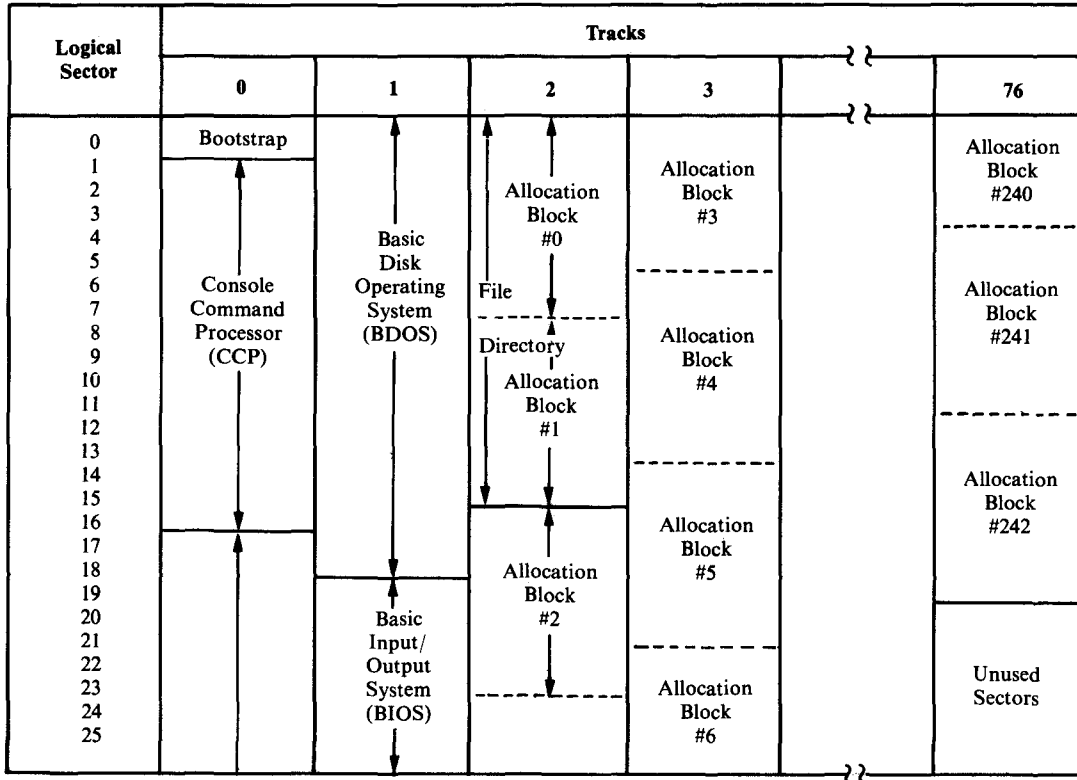 Logical
Sector
Tracks
0
1
2
3
76
0
1
2
3
4
5
6
7
8
9
10
11
12
13
14
15
16
17
18
19
20
21
22
23
24
25
Bootstrap
Console
Command
Processor
(CCP)
Basic
Disk
Operating
System
(BDOS)
Basic
Input/
Output
System
(BIOS)
File
Directory
Allocation
Block
#0
Allocation
Block
#1
Allocation
Block
#2
Allocation
Block
#3
Allocation
Block
#4
Allocation
Block
#5
Allocation
Block
#6
Allocation
Block
#240
Allocation
Block
#241
Allocation
Block
#242
Unused
Sectors